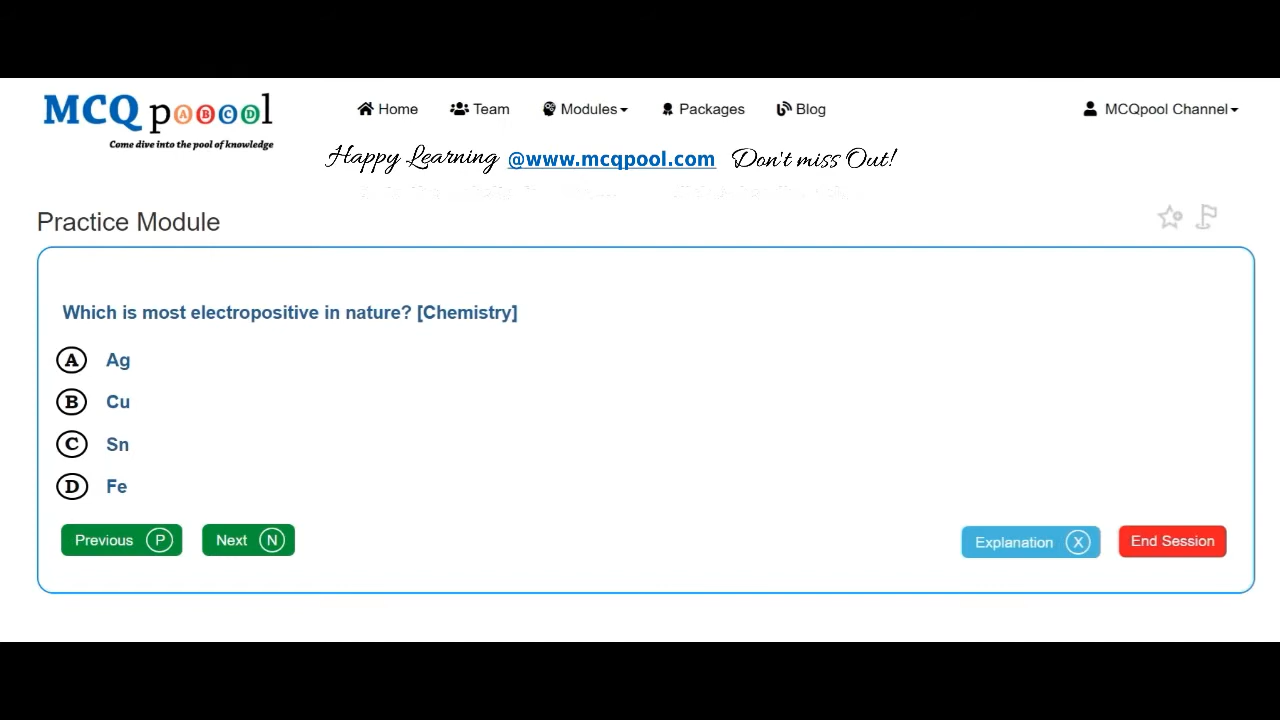 MCQ pooool
Come dive into the pool of knowledge
Home Team Modules Packages Blog MCQpool Channel
Happy Learning @www.mcqpool.com Don't miss Out!
Practice Module
Which is most electropositive in nature? [Chemistry]
A Ag
B Cu
C Sn
D Fe
Previous P Next N Explanation X End Session